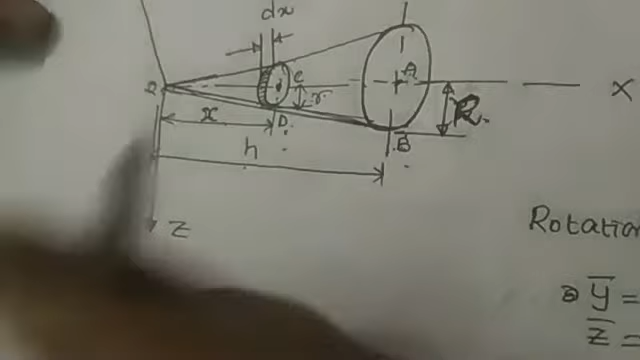 dx
A
X
C
r
R
x
D
B
h
Z
Rotation
ȳ =
z̄ =